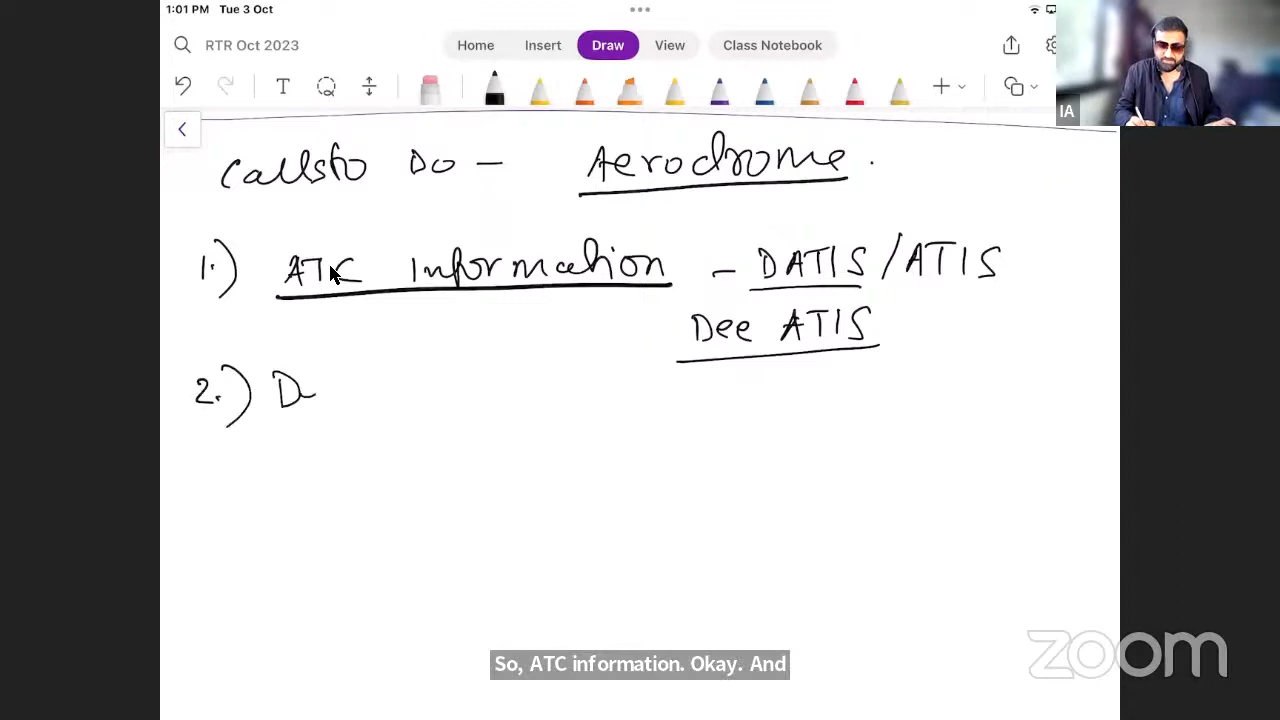 1:01 PM Tue 3 Oct
RTR Oct 2023
Home Insert Draw View Class Notebook
T
IA
Callsto Do - Aerodrome.
1.) ATC Information - DATIS/ATIS
Dee ATIS
2.) D
So, ATC information. Okay. And
zoom